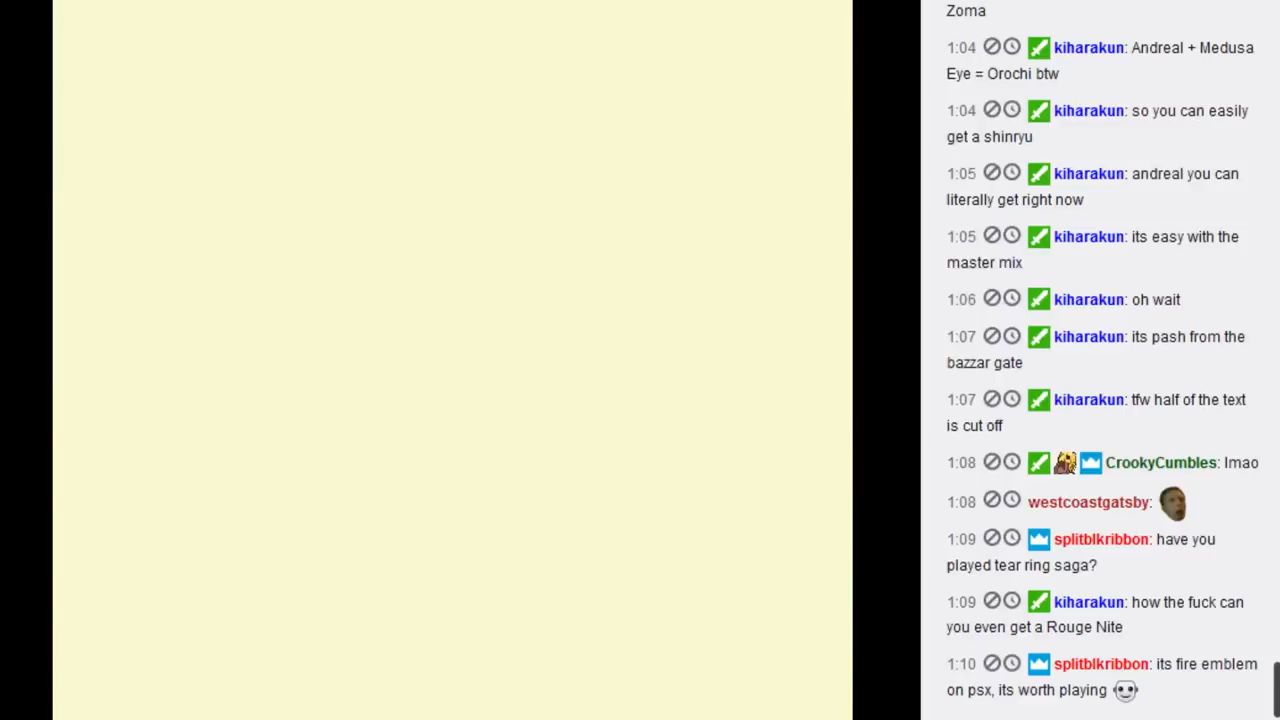 Zoma
1:04 kiharakun: Andreal + Medusa
Eye = Orochi btw
1:04 kiharakun: so you can easily
get a shinryu
1:05 kiharakun: andreal you can
literally get right now
1:05 kiharakun: its easy with the
master mix
1:06 kiharakun: oh wait
1:07 kiharakun: its pash from the
bazzar gate
1:07 kiharakun: tfw half of the text
is cut off
1:08 CrookyCumbles: lmao
1:08 westcoastgatsby:
1:09 splitblkribbon: have you
played tear ring saga?
1:09 kiharakun: how the fuck can
you even get a Rouge Nite
1:10 splitblkribbon: its fire emblem
on psx, its worth playing